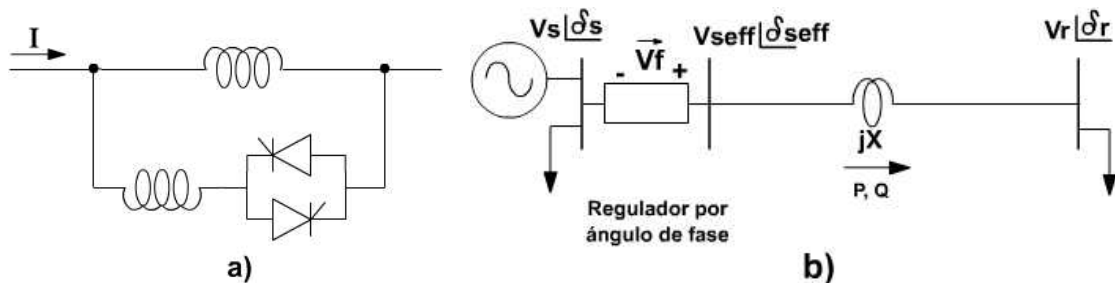 I
a)
Vs|δs
Vf
- +
Vseff|δseff
Vr|δr
jX
P, Q
Regulador por
ángulo de fase
b)